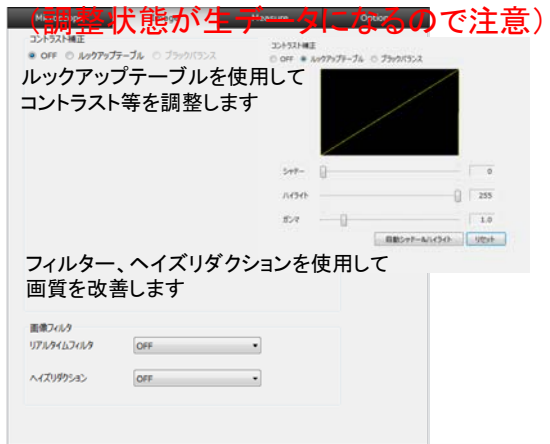 （調整状態が生データになるので注意）
Measure
Option
コントラスト補正
OFF ルックアップテーブル ブラックバランス
ルックアップテーブルを使用して
コントラスト等を調整します
コントラスト補正
OFF ルックアップテーブル ブラックバランス
シャドー 0
ハイライト 255
ガンマ 1.0
自動シャドー&ハイライト リセット
フィルター、ヘイズリダクションを使用して
画質を改善します
画像フィルタ
リアルタイムフィルタ OFF
ヘイズリダクション OFF